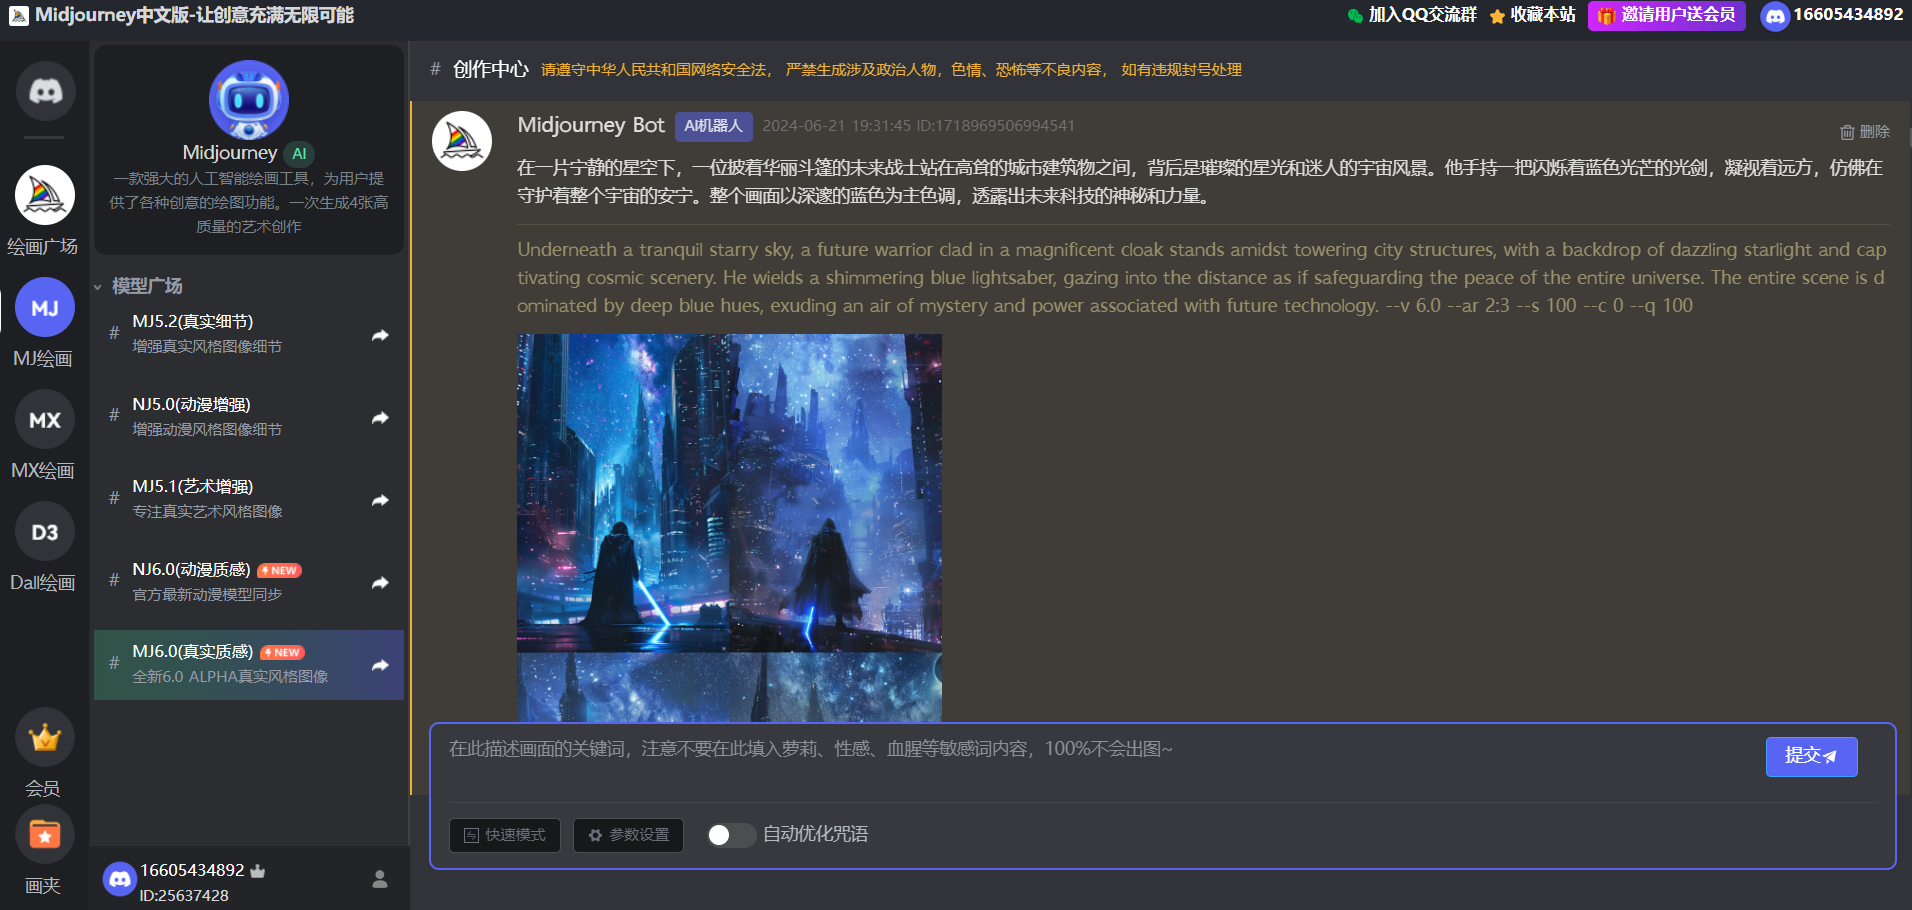 Midjourney中文版-让创意充满无限可能
加入QQ交流群
收藏本站
邀请用户送会员
16605434892
绘画广场
MJ
MJ绘画
MX
MX绘画
D3
Dall绘画
会员
画夹
Midjourney AI
一款强大的人工智能绘画工具，为用户提
供了各种创意的绘图功能。一次生成4张高
质量的艺术创作
模型广场
# MJ5.2(真实细节)
增强真实风格图像细节
# NJ5.0(动漫增强)
增强动漫风格图像细节
# MJ5.1(艺术增强)
专注真实艺术风格图像
# NJ6.0(动漫质感) NEW
官方最新动漫模型同步
# MJ6.0(真实质感) NEW
全新6.0 ALPHA真实风格图像
16605434892
ID:25637428
# 创作中心 请遵守中华人民共和国网络安全法， 严禁生成涉及政治人物，色情、恐怖等不良内容， 如有违规封号处理
Midjourney Bot AI机器人 2024-06-21 19:31:45 ID:1718969506994541
删除
在一片宁静的星空下，一位披着华丽斗篷的未来战士站在高耸的城市建筑物之间，背后是璀璨的星光和迷人的宇宙风景。他手持一把闪烁着蓝色光芒的光剑，凝视着远方，仿佛在
守护着整个宇宙的安宁。整个画面以深邃的蓝色为主色调，透露出未来科技的神秘和力量。
Underneath a tranquil starry sky, a future warrior clad in a magnificent cloak stands amidst towering city structures, with a backdrop of dazzling starlight and cap
tivating cosmic scenery. He wields a shimmering blue lightsaber, gazing into the distance as if safeguarding the peace of the entire universe. The entire scene is d
ominated by deep blue hues, exuding an air of mystery and power associated with future technology. --v 6.0 --ar 2:3 --s 100 --c 0 --q 100
在此描述画面的关键词，注意不要在此填入萝莉、性感、血腥等敏感词内容，100%不会出图~
提交
快速模式
参数设置
自动优化咒语